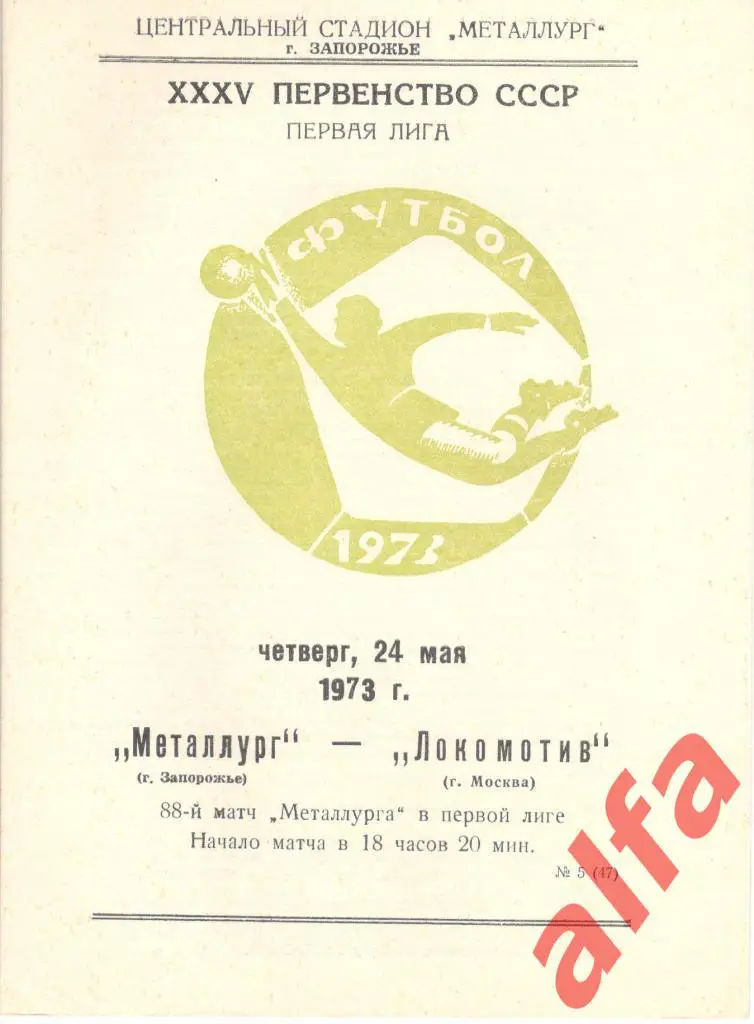 ЦЕНТРАЛЬНЫЙ СТАДИОН „МЕТАЛЛУРГ“
г. ЗАПОРОЖЬЕ
XXXV ПЕРВЕНСТВО СССР
ПЕРВАЯ ЛИГА
ФУТБОЛ
1973
четверг, 24 мая
1973 г.
„Металлург“ — „Локомотив“
(г. Запорожье) (г. Москва)
88-й матч „Металлурга“ в первой лиге
Начало матча в 18 часов 20 мин.
№ 5 (47)
alfa